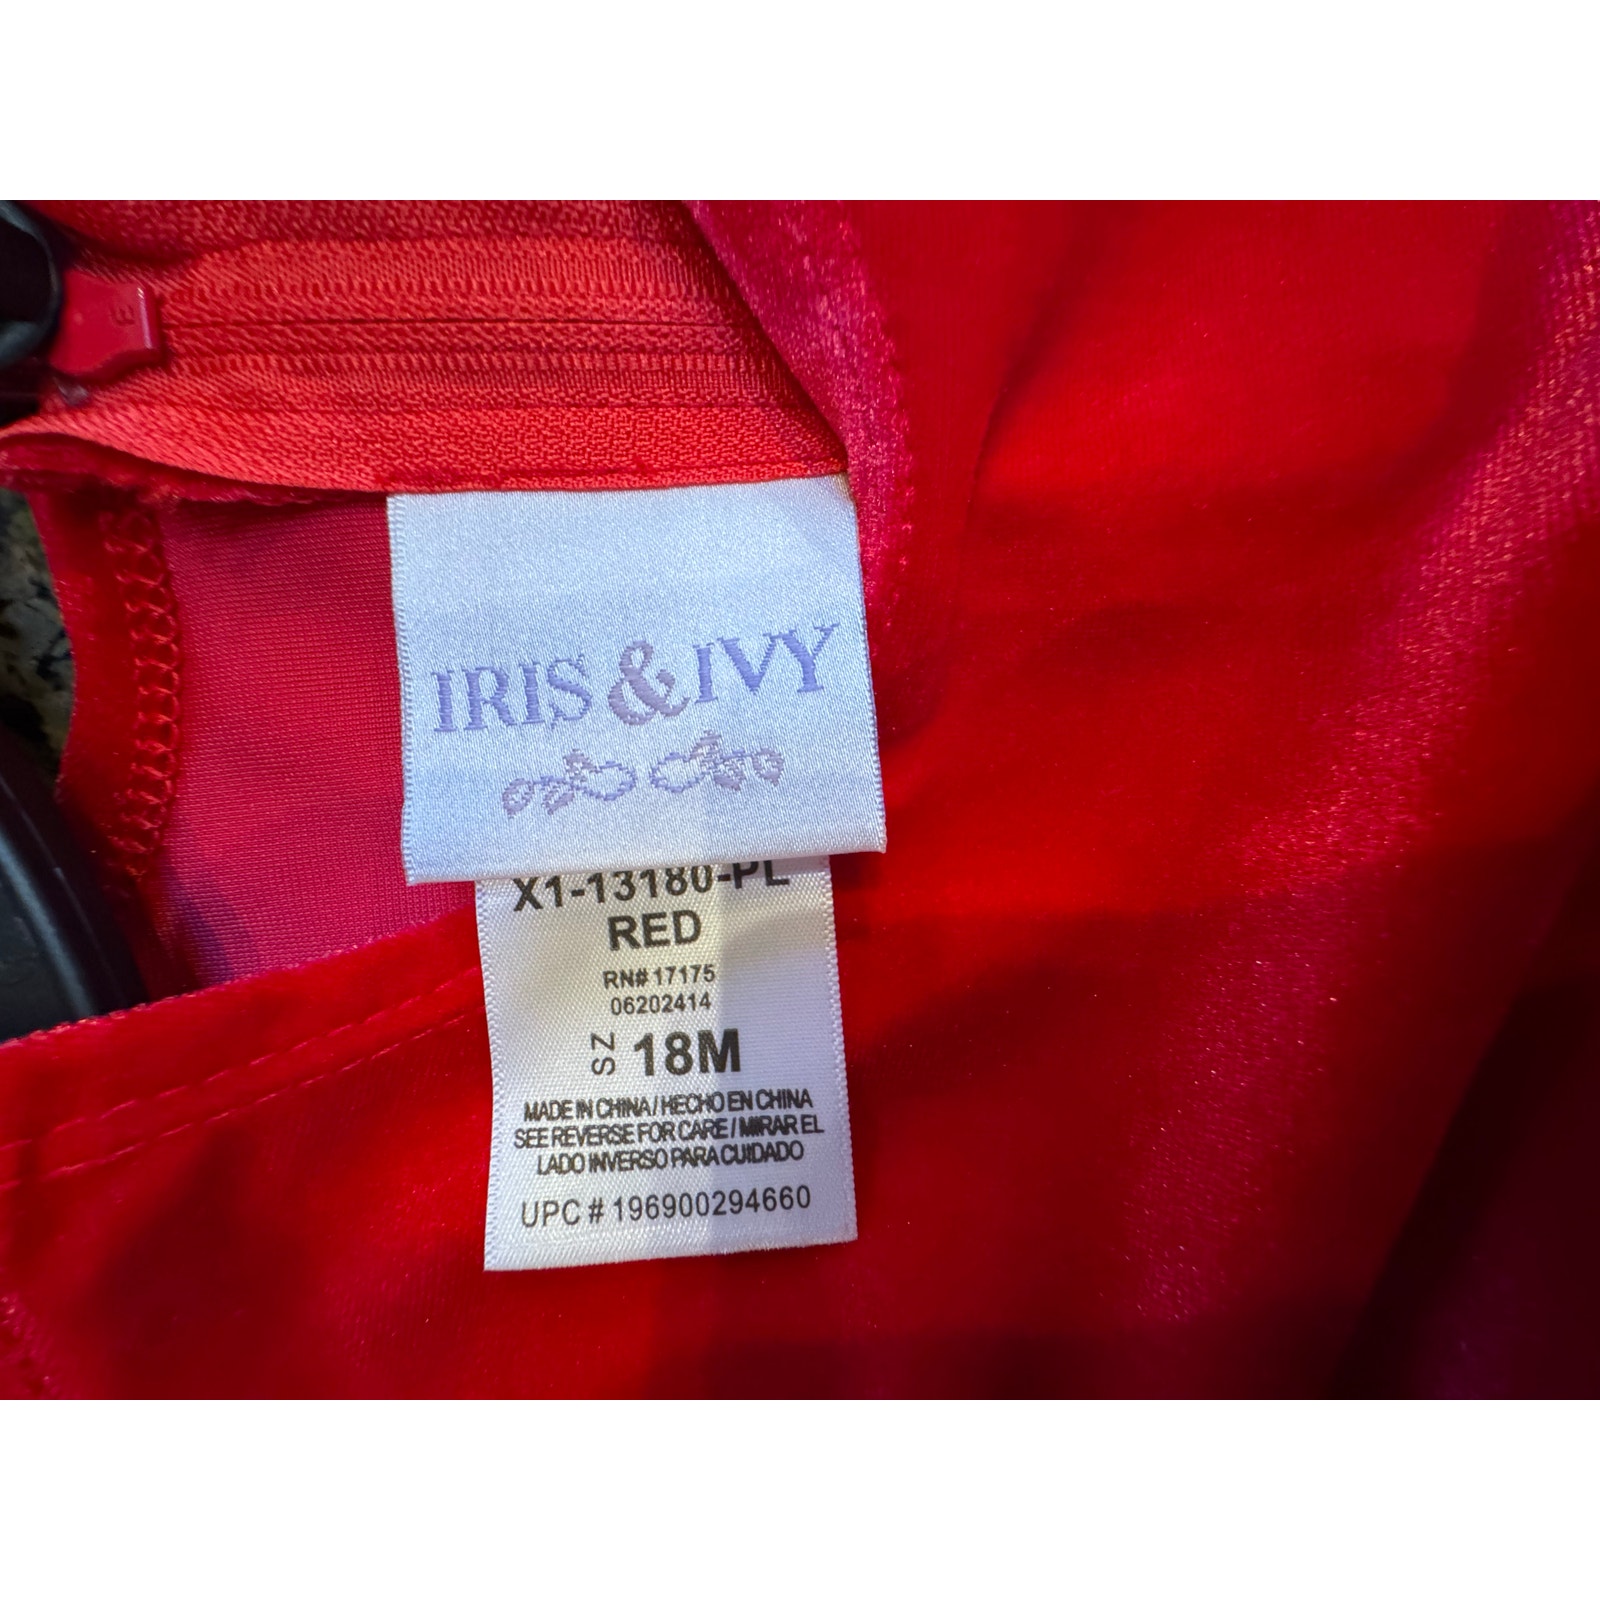 E
IRIS & IVY
X1-13180-PL
RED
RN# 17175
06202414
SZ 18M
MADE IN CHINA / HECHO EN CHINA
SEE REVERSE FOR CARE / MIRAR EL
LADO INVERSO PARA CUIDADO
UPC # 196900294660